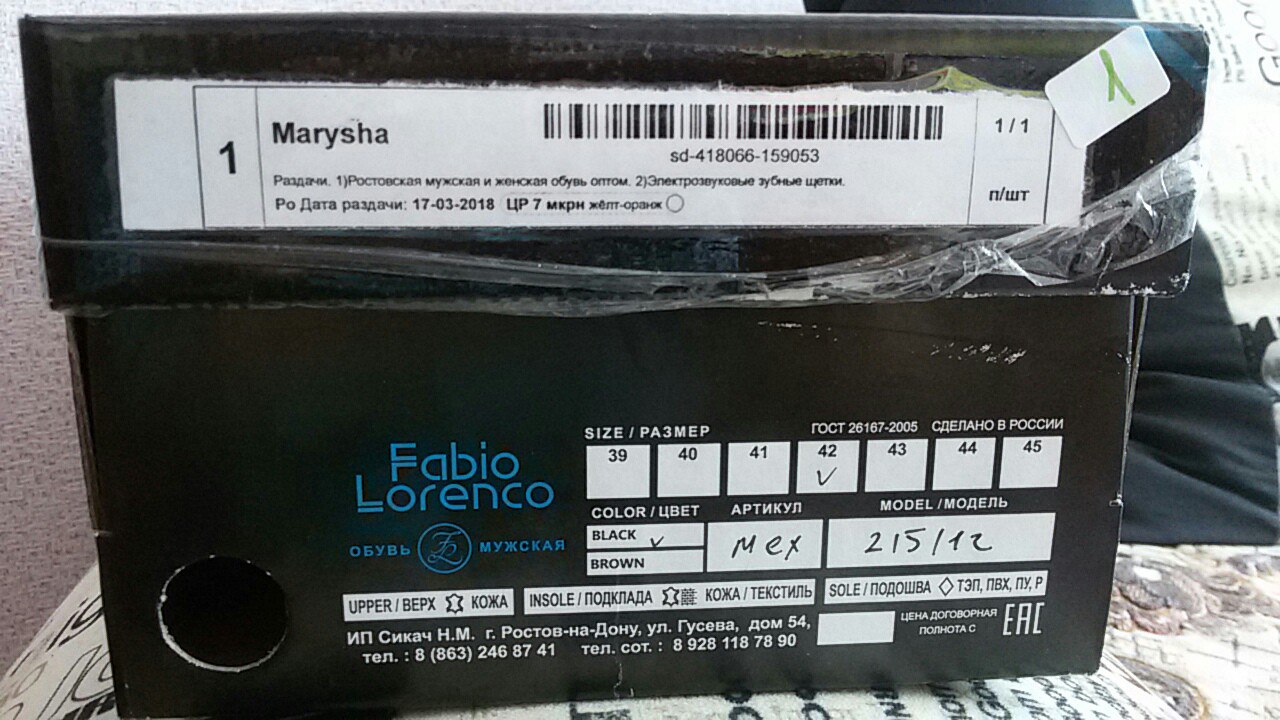 1
Marysha
sd-418066-159053
1 / 1
Раздачи. 1)Ростовская мужская и женская обувь оптом. 2)Электрозвуковые зубные щетки.
Ро Дата раздачи: 17-03-2018 ЦР 7 мкрн жёлт-оранж
п/шт
1
Fabio
Lorenco
ОБУВЬ МУЖСКАЯ
SIZE / РАЗМЕР ГОСТ 26167-2005 СДЕЛАНО В РОССИИ
39 40 41 42 43 44 45
COLOR / ЦВЕТ АРТИКУЛ MODEL / МОДЕЛЬ
BLACK
BROWN
мех 215/12
UPPER / ВЕРХ КОЖА INSOLE / ПОДКЛАДА КОЖА / ТЕКСТИЛЬ SOLE / ПОДОШВА ТЭП, ПВХ, ПУ, Р
ИП Сикач Н.М. г. Ростов-на-Дону, ул. Гусева, дом 54,
тел. : 8 (863) 246 87 41 тел. сот. : 8 928 118 78 90
ЦЕНА ДОГОВОРНАЯ
ПОЛНОТА С
EAC